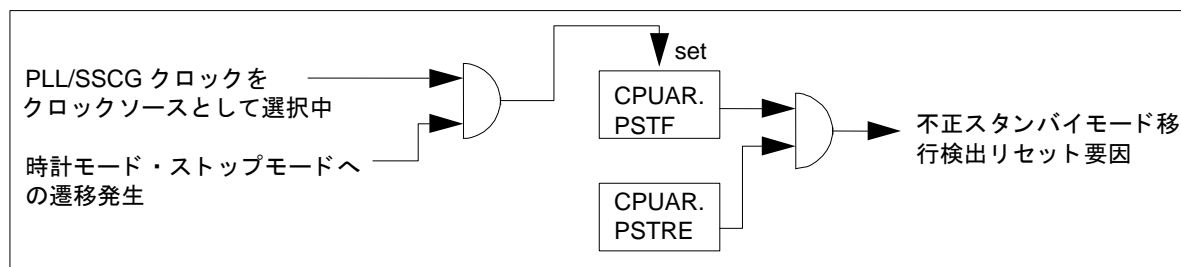 PLL/SSCG クロックを
クロックソースとして選択中
時計モード・ストップモードへ
の遷移発生
set
CPUAR.
PSTF
CPUAR.
PSTRE
不正スタンバイモード移
行検出リセット要因